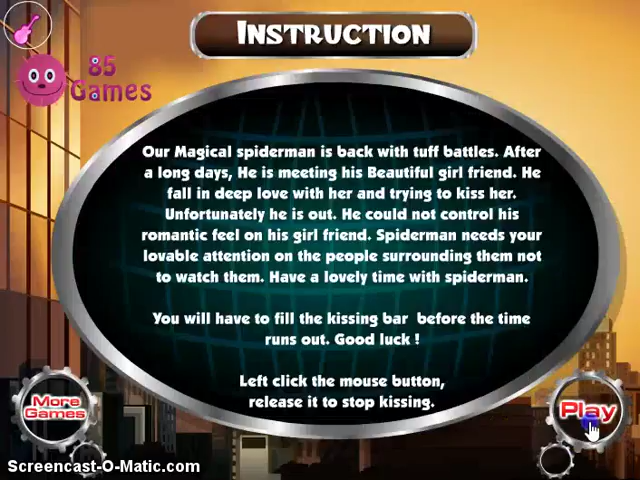 INSTRUCTION
85
Games
Our Magical spiderman is back with tuff battles. After
a long days, He is meeting his Beautiful girl friend. He
fall in deep love with her and trying to kiss her.
Unfortunately he is out. He could not control his
romantic feel on his girl friend. Spiderman needs your
lovable attention on the people surrounding them not
to watch them. Have a lovely time with spiderman.
You will have to fill the kissing bar before the time
runs out. Good luck !
Left click the mouse button,
release it to stop kissing.
More
Games
Play
Screencast-O-Matic.com